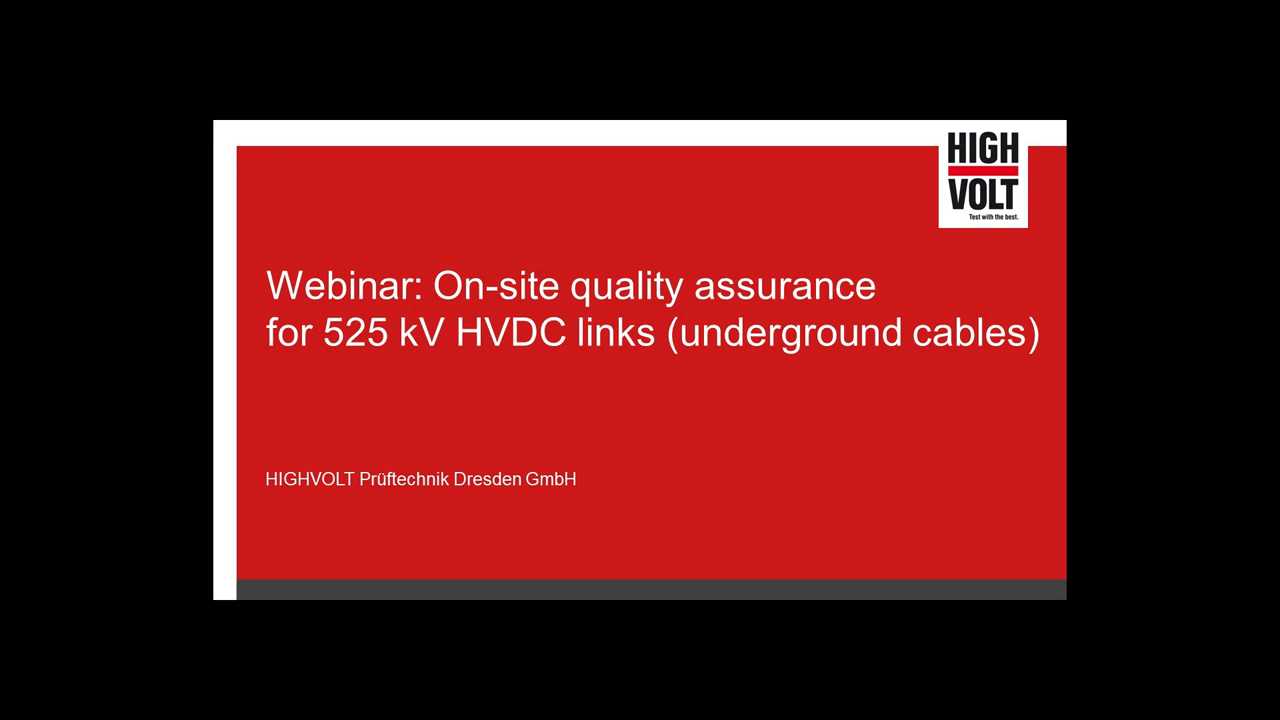 HIGH
VOLT
Test with the best.
Webinar: On-site quality assurance
for 525 kV HVDC links (underground cables)
HIGHVOLT Prüftechnik Dresden GmbH